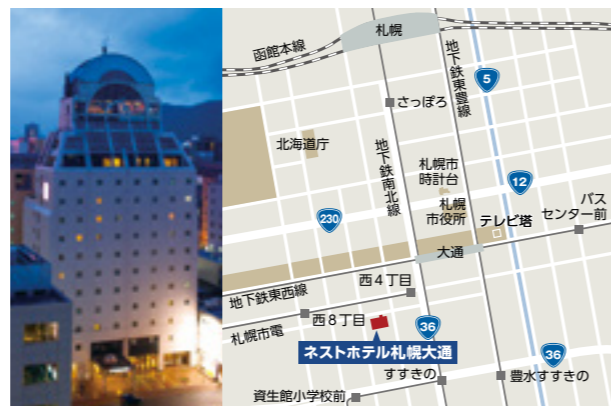 札幌
函館本線
地下鉄東豊線
5
さっぽろ
北海道庁
地下鉄南北線
札幌市
時計台
12
札幌
市役所
230
テレビ塔
バス
センター前
大通
地下鉄東西線
西4丁目
札幌市電
西8丁目
36
ネストホテル札幌大通
36
すすきの
豊水すすきの
資生館小学校前